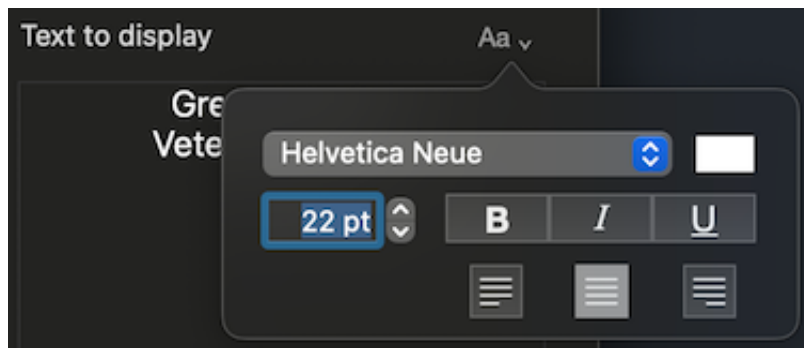 Text to display
Aa
Gre
Vete
Helvetica Neue
22 pt
B I U